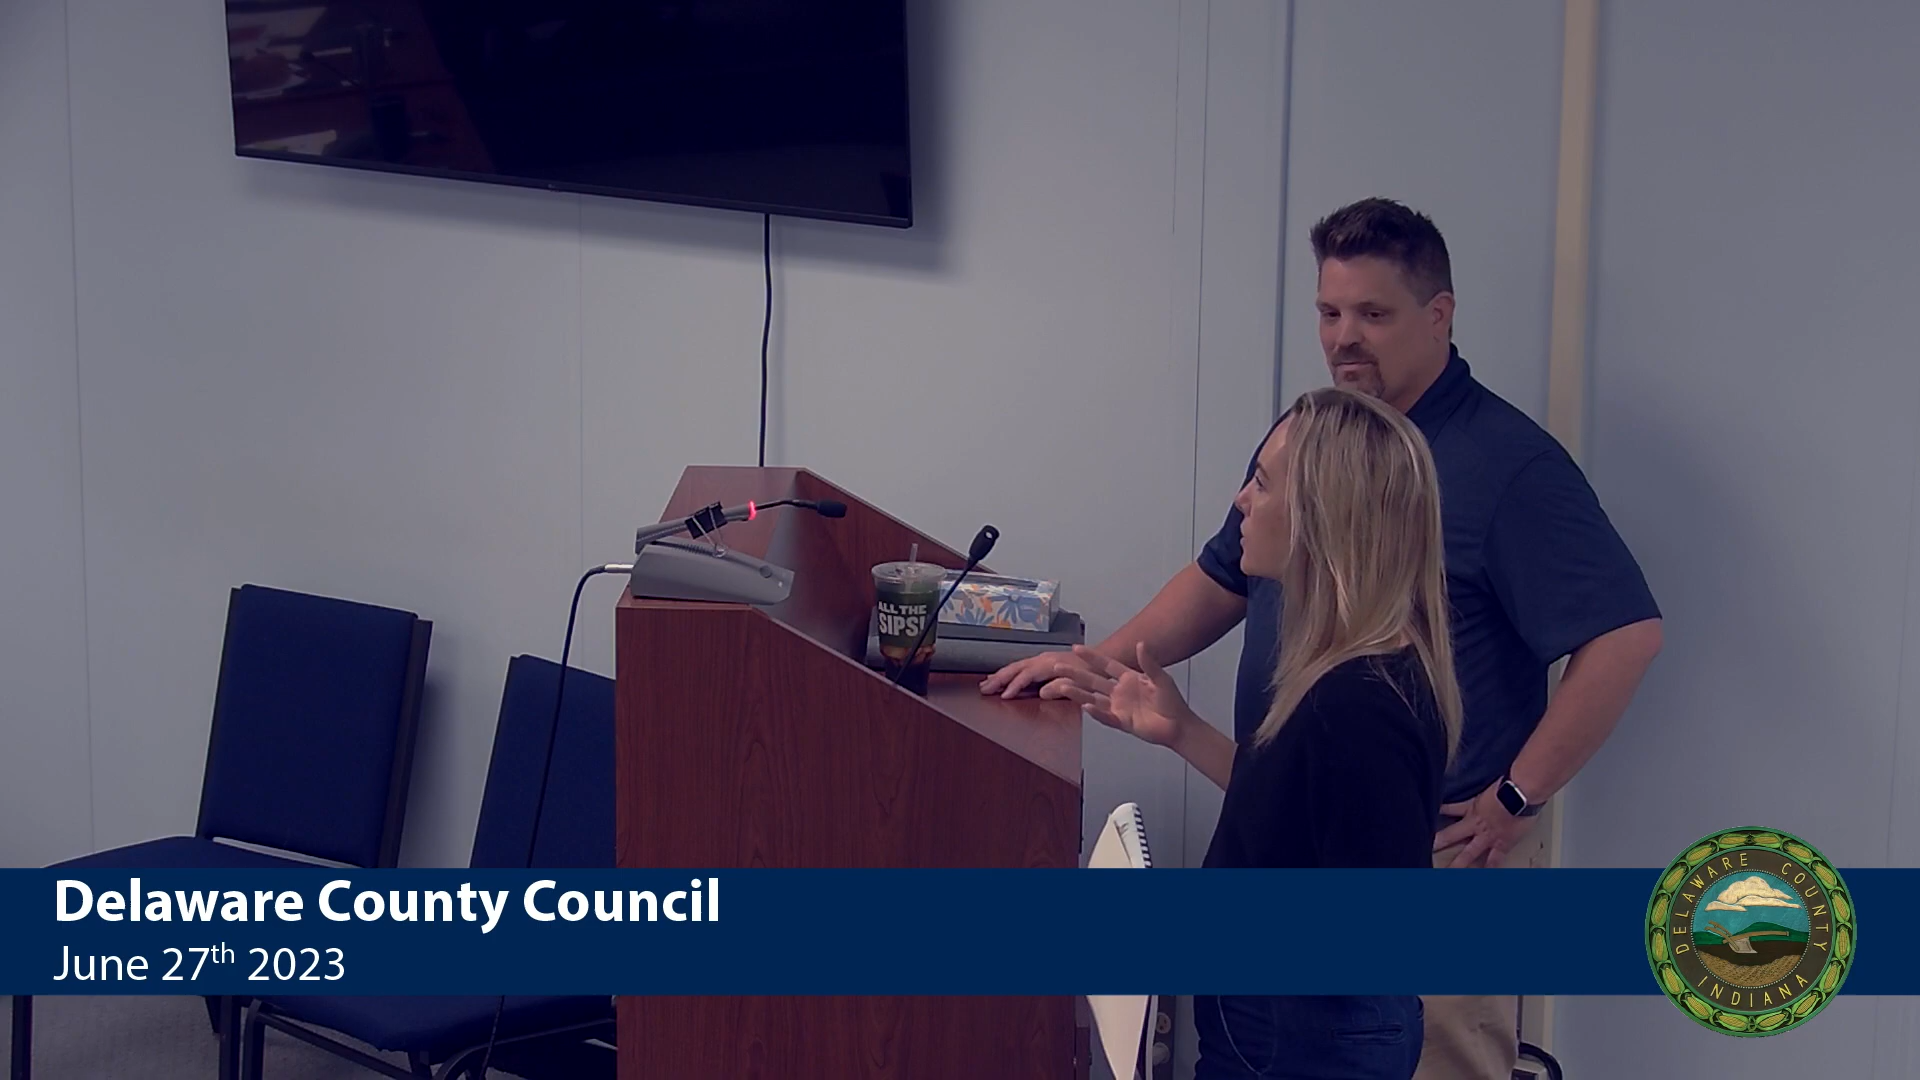 ALL THE
SIPS!
Delaware County Council
June 27th 2023
DELAWARE COUNTY
INDIANA